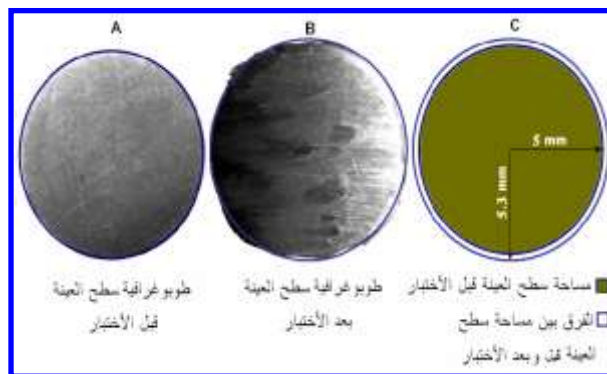 A
B
C
5 mm
5.3 mm
طوبوغرافية سطح العينة
قبل الأختبار
طوبوغرافية سطح العينة
بعد الأختبار
مساحة سطح العينة قبل الأختبار
الفرق بين مساحة سطح
العينة قبل وبعد الأختبار